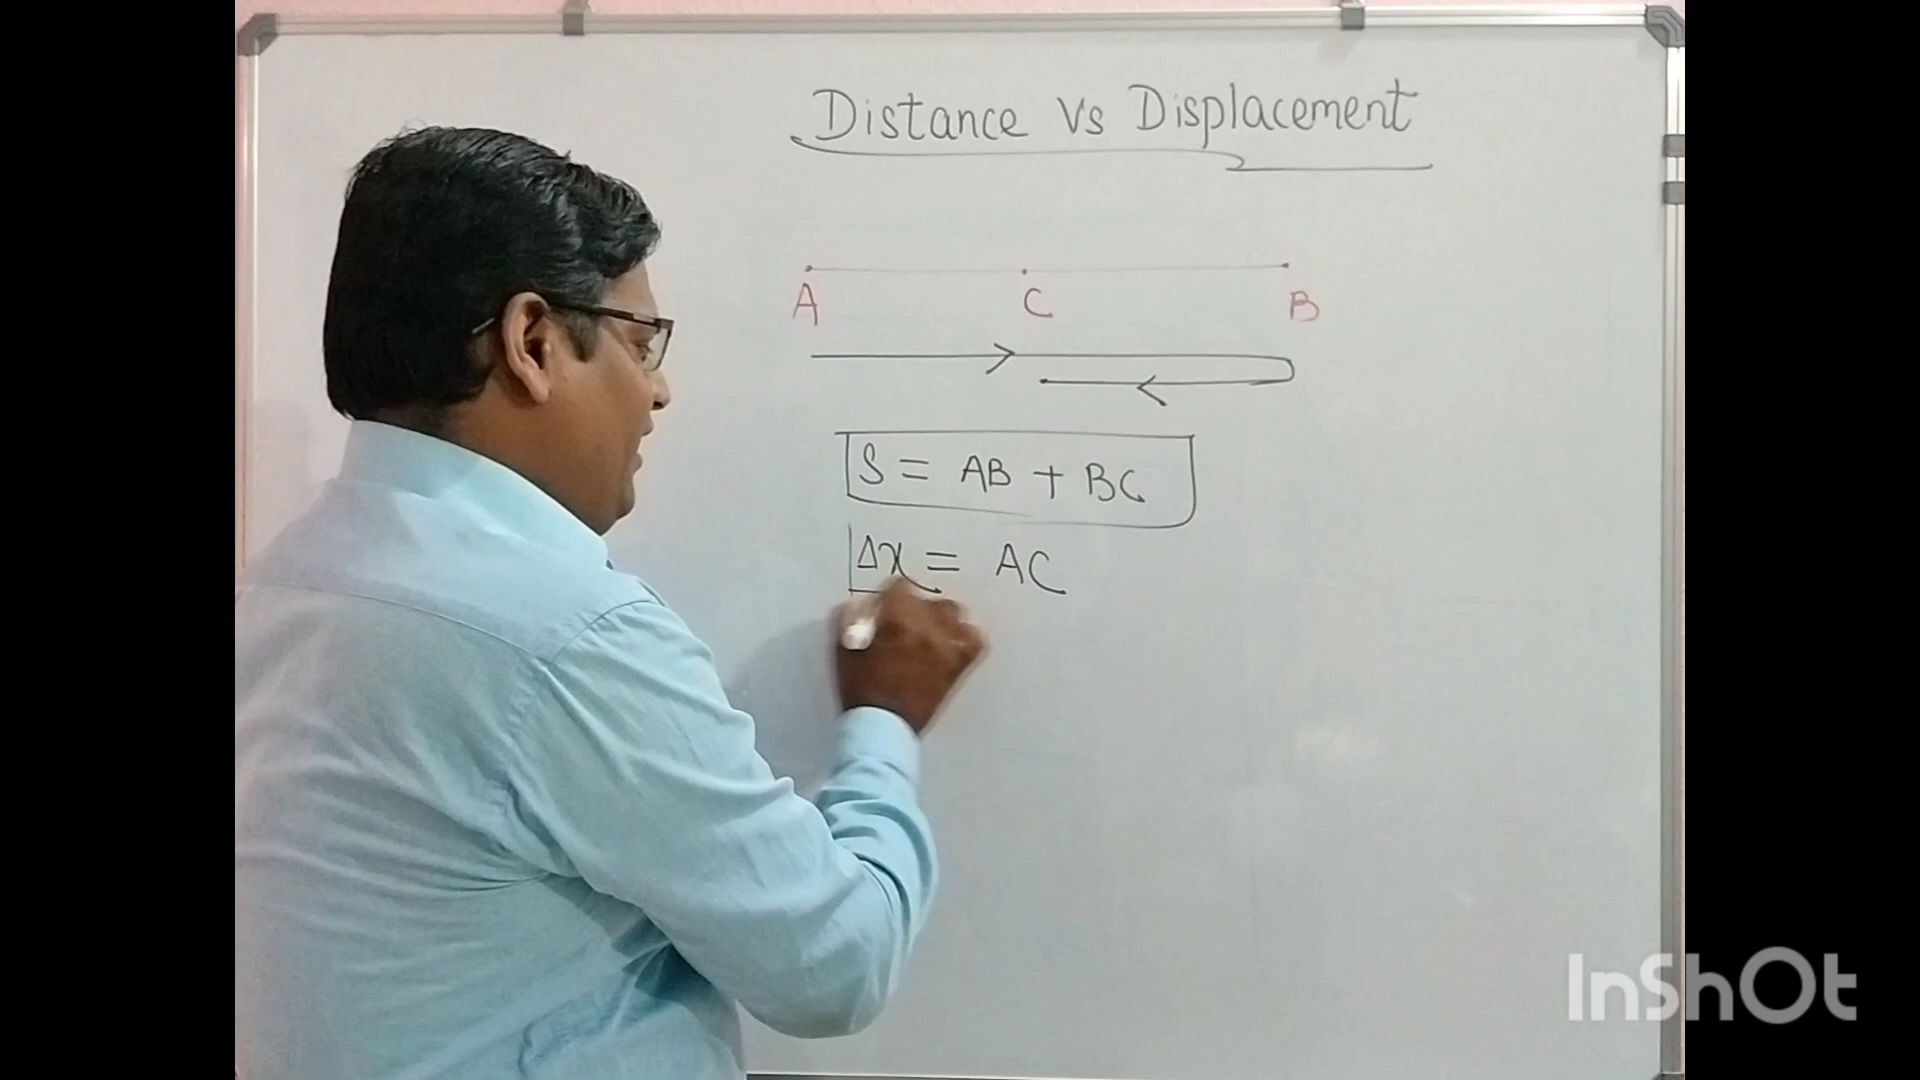 Distance Vs Displacement
A C B
S = AB + BC
Δx = AC
InShOt